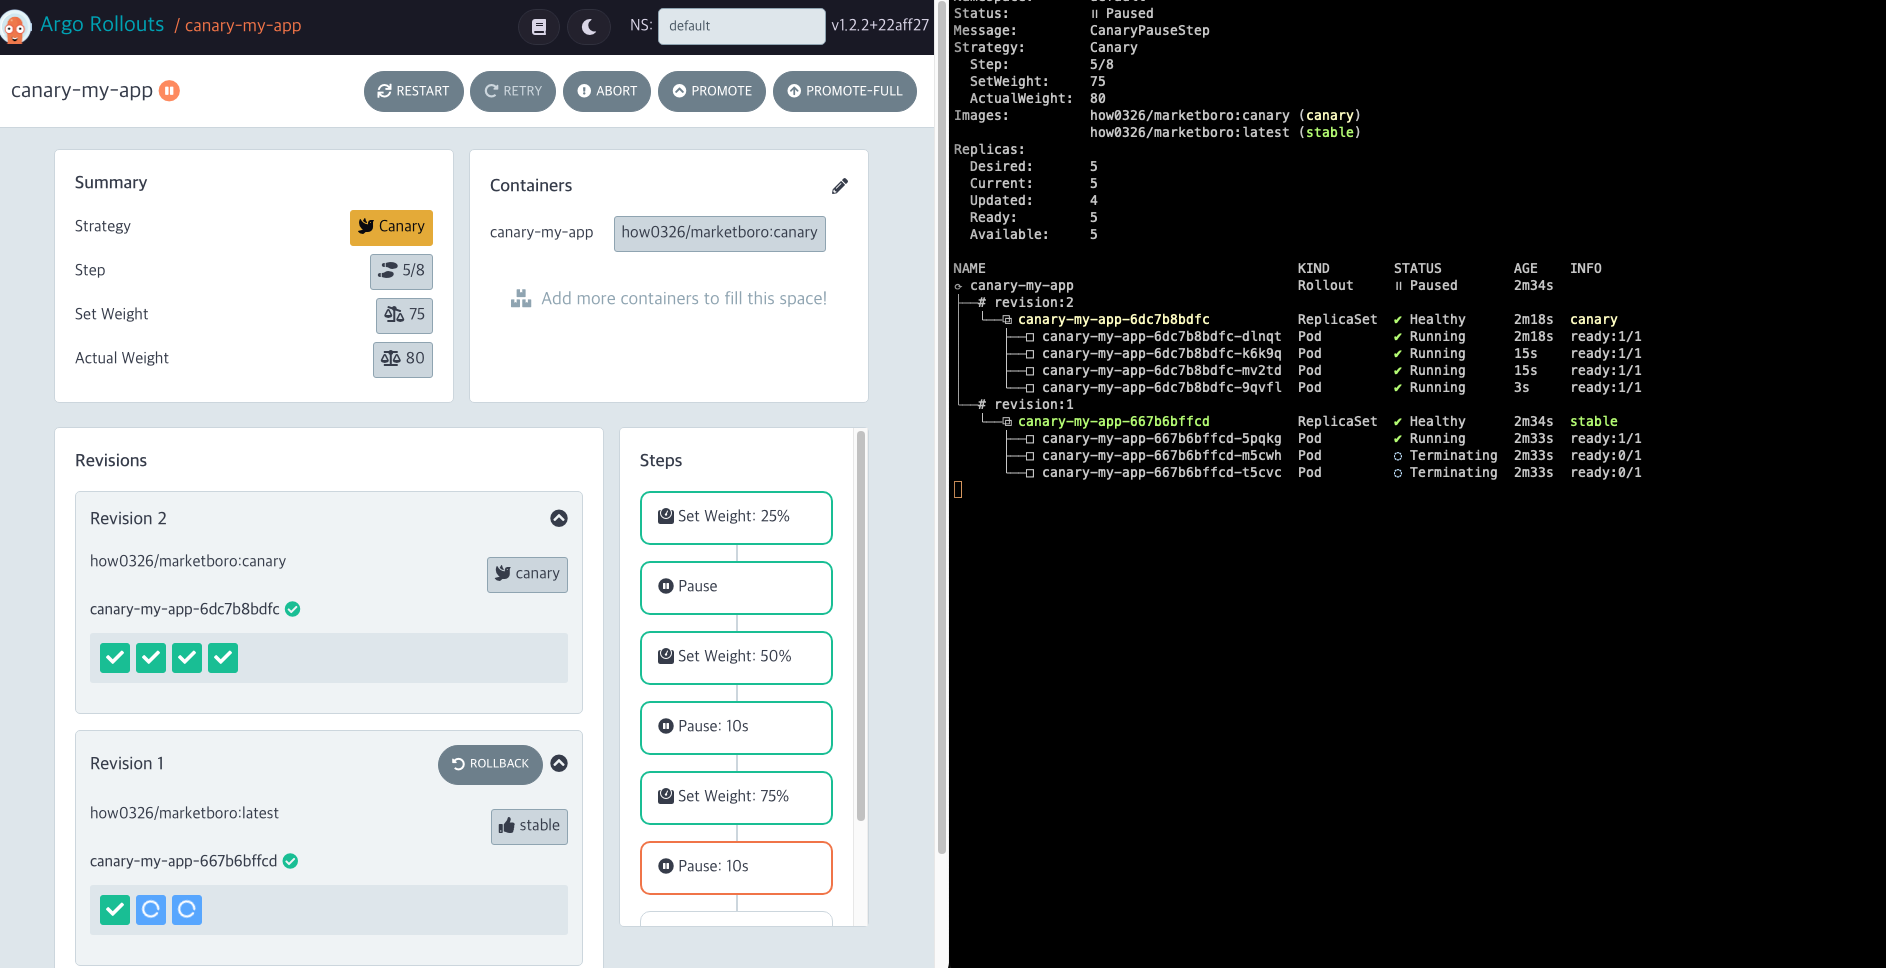 Argo Rollouts / canary-my-app
NS: default v1.2.2+22aff27
canary-my-app
RESTART RETRY ABORT PROMOTE PROMOTE-FULL
Summary
Strategy Canary
Step 5/8
Set Weight 75
Actual Weight 80
Containers
canary-my-app how0326/marketboro:canary
Add more containers to fill this space!
Revisions
Revision 2
how0326/marketboro:canary
canary
canary-my-app-6dc7b8bdfc
Revision 1 ROLLBACK
how0326/marketboro:latest
stable
canary-my-app-667b6bffcd
Steps
Set Weight: 25%
Pause
Set Weight: 50%
Pause: 10s
Set Weight: 75%
Pause: 10s
Status: ॥ Paused
Message: CanaryPauseStep
Strategy: Canary
Step: 5/8
SetWeight: 75
ActualWeight: 80
Images: how0326/marketboro:canary (canary)
how0326/marketboro:latest (stable)
Replicas:
Desired: 5
Current: 5
Updated: 4
Ready: 5
Available: 5
NAME KIND STATUS AGE INFO
⟳ canary-my-app Rollout ॥ Paused 2m34s
├──# revision:2
│  └──⧉ canary-my-app-6dc7b8bdfc ReplicaSet ✔ Healthy 2m18s canary
│     ├──□ canary-my-app-6dc7b8bdfc-dlnqt Pod ✔ Running 2m18s ready:1/1
│     ├──□ canary-my-app-6dc7b8bdfc-k6k9q Pod ✔ Running 15s ready:1/1
│     ├──□ canary-my-app-6dc7b8bdfc-mv2td Pod ✔ Running 15s ready:1/1
│     └──□ canary-my-app-6dc7b8bdfc-9qvfl Pod ✔ Running 3s ready:1/1
└──# revision:1
   └──⧉ canary-my-app-667b6bffcd ReplicaSet ✔ Healthy 2m34s stable
      ├──□ canary-my-app-667b6bffcd-5pqkg Pod ✔ Running 2m33s ready:1/1
      ├──□ canary-my-app-667b6bffcd-m5cwh Pod ◌ Terminating 2m33s ready:0/1
      └──□ canary-my-app-667b6bffcd-t5cvc Pod ◌ Terminating 2m33s ready:0/1